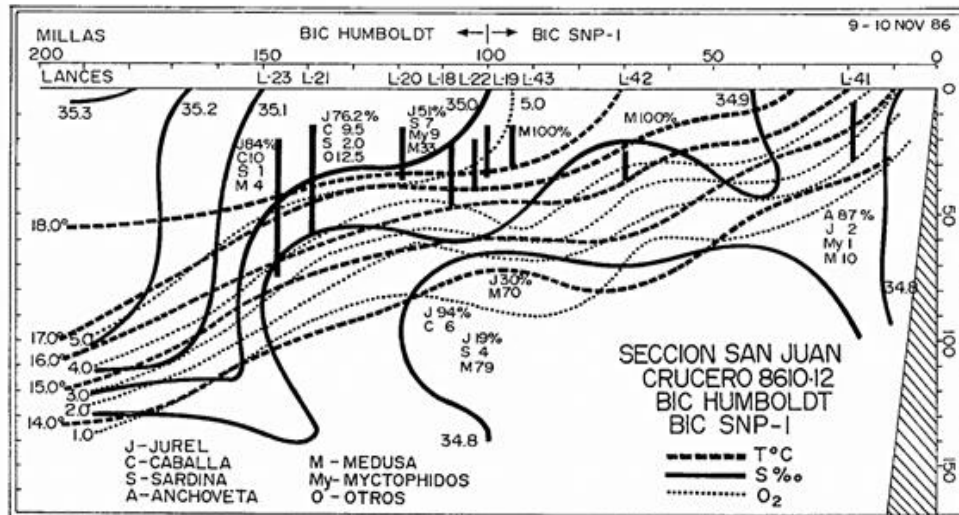 BIC HUMBOLDT ←|→ BIC SNP-1
9-10 NOV 86
MILLAS
200 150 100 50 0
LANCES L-23 L-21 L-20 L-18 L-22 L-19 L-43 L-42 L-41
35.3
35.2
35.1
35.0
5.0
34.9
0
J84%
C10
S 1
M 4
J76.2%
C 9.5
S 2.0
O12.5
J51%
S 7
My9
M33
M100%
M100%
18.0°
50
A 87%
J 2
My 1
M 10
J30%
M70
34.8
J 94%
C 6
J19%
S 4
M79
17.0°
5.0
16.0°
4.0
15.0°
3.0
2.0
14.0°
1.0
34.8
100
150
SECCION SAN JUAN
CRUCERO 8610-12
BIC HUMBOLDT
BIC SNP-1
T°C
S‰
O₂
J-JUREL
C-CABALLA
S-SARDINA
A-ANCHOVETA
M-MEDUSA
My-MYCTOPHIDOS
O-OTROS